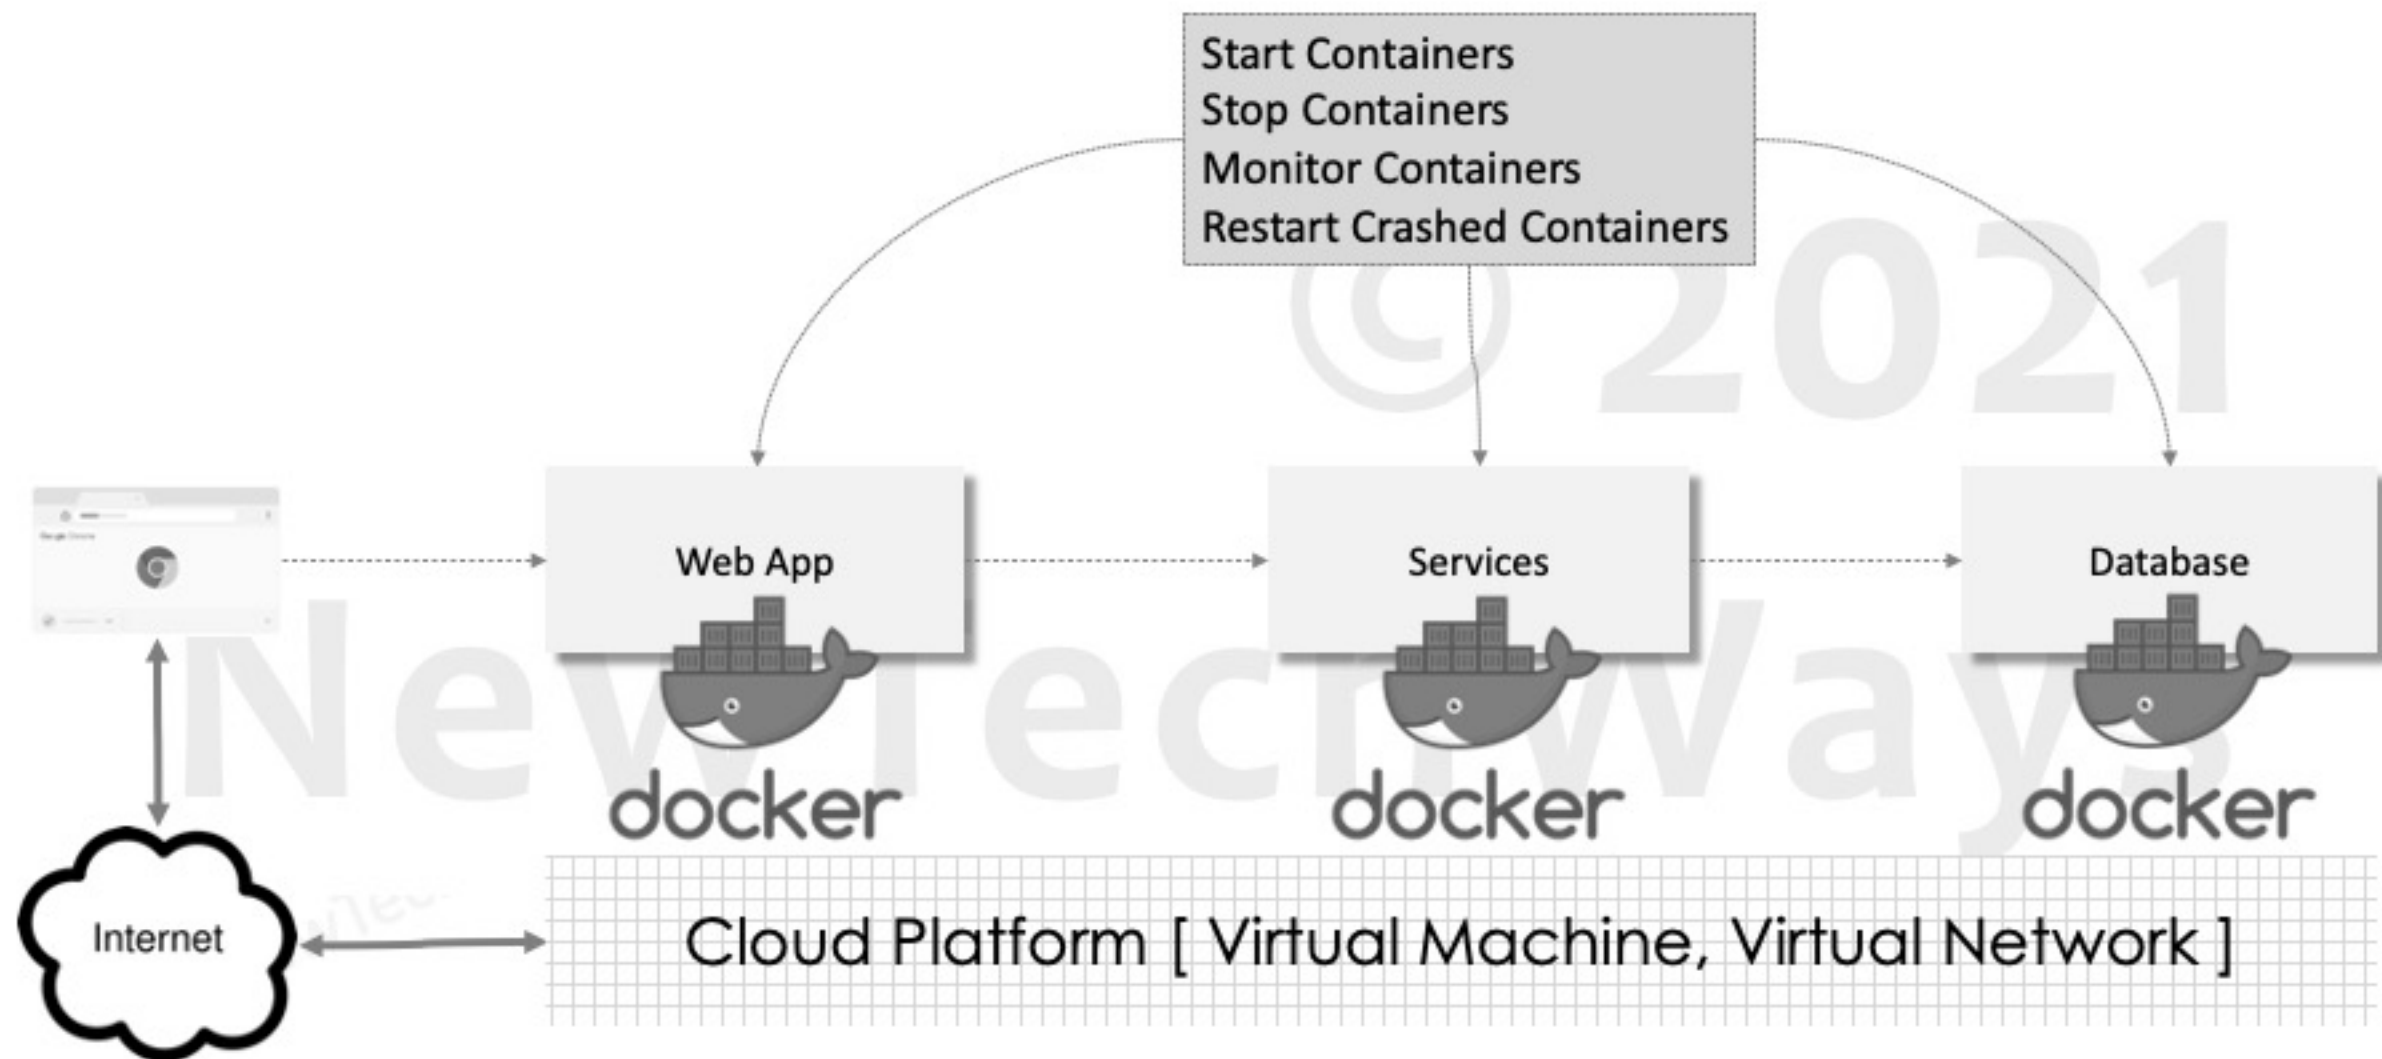 Start Containers
Stop Containers
Monitor Containers
Restart Crashed Containers
© 2021
Web App
Services
Database
NewTechWays
docker
docker
docker
Internet
Cloud Platform [ Virtual Machine, Virtual Network ]